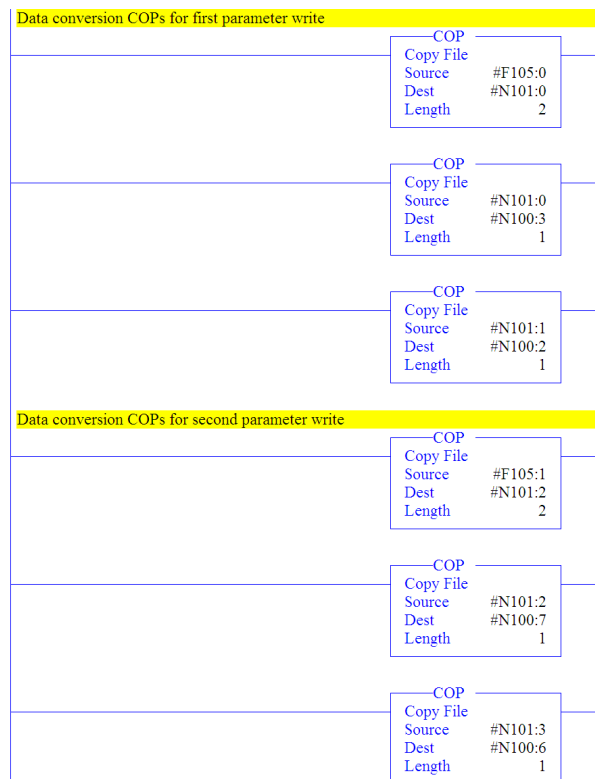 Data conversion COPs for first parameter write
COP
Copy File
Source #F105:0
Dest #N101:0
Length 2
COP
Copy File
Source #N101:0
Dest #N100:3
Length 1
COP
Copy File
Source #N101:1
Dest #N100:2
Length 1
Data conversion COPs for second parameter write
COP
Copy File
Source #F105:1
Dest #N101:2
Length 2
COP
Copy File
Source #N101:2
Dest #N100:7
Length 1
COP
Copy File
Source #N101:3
Dest #N100:6
Length 1